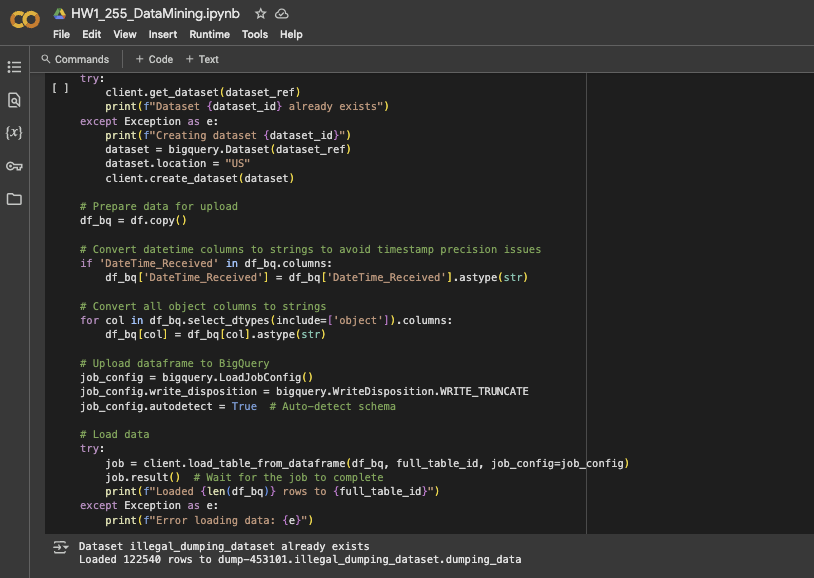 CO HW1_255_DataMining.ipynb
File Edit View Insert Runtime Tools Help
Commands + Code + Text
[ ] try:
        client.get_dataset(dataset_ref)
        print(f"Dataset {dataset_id} already exists")
    except Exception as e:
        print(f"Creating dataset {dataset_id}")
        dataset = bigquery.Dataset(dataset_ref)
        dataset.location = "US"
        client.create_dataset(dataset)

    # Prepare data for upload
    df_bq = df.copy()

    # Convert datetime columns to strings to avoid timestamp precision issues
    if 'DateTime_Received' in df_bq.columns:
        df_bq['DateTime_Received'] = df_bq['DateTime_Received'].astype(str)

    # Convert all object columns to strings
    for col in df_bq.select_dtypes(include=['object']).columns:
        df_bq[col] = df_bq[col].astype(str)

    # Upload dataframe to BigQuery
    job_config = bigquery.LoadJobConfig()
    job_config.write_disposition = bigquery.WriteDisposition.WRITE_TRUNCATE
    job_config.autodetect = True  # Auto-detect schema

    # Load data
    try:
        job = client.load_table_from_dataframe(df_bq, full_table_id, job_config=job_config)
        job.result()  # Wait for the job to complete
        print(f"Loaded {len(df_bq)} rows to {full_table_id}")
    except Exception as e:
        print(f"Error loading data: {e}")
Dataset illegal_dumping_dataset already exists
Loaded 122540 rows to dump-453101.illegal_dumping_dataset.dumping_data